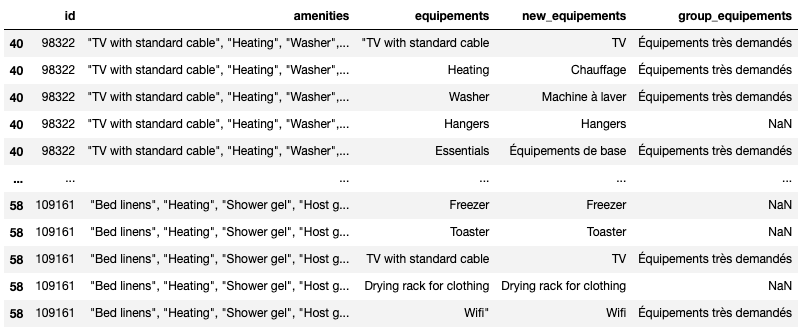 id amenities equipements new_equipements group_equipements
40 98322 "TV with standard cable", "Heating", "Washer",... "TV with standard cable TV Équipements très demandés
40 98322 "TV with standard cable", "Heating", "Washer",... Heating Chauffage Équipements très demandés
40 98322 "TV with standard cable", "Heating", "Washer",... Washer Machine à laver Équipements très demandés
40 98322 "TV with standard cable", "Heating", "Washer",... Hangers Hangers NaN
40 98322 "TV with standard cable", "Heating", "Washer",... Essentials Équipements de base Équipements très demandés
... ... ... ... ... ...
58 109161 "Bed linens", "Heating", "Shower gel", "Host g... Freezer Freezer NaN
58 109161 "Bed linens", "Heating", "Shower gel", "Host g... Toaster Toaster NaN
58 109161 "Bed linens", "Heating", "Shower gel", "Host g... TV with standard cable TV Équipements très demandés
58 109161 "Bed linens", "Heating", "Shower gel", "Host g... Drying rack for clothing Drying rack for clothing NaN
58 109161 "Bed linens", "Heating", "Shower gel", "Host g... Wifi" Wifi Équipements très demandés